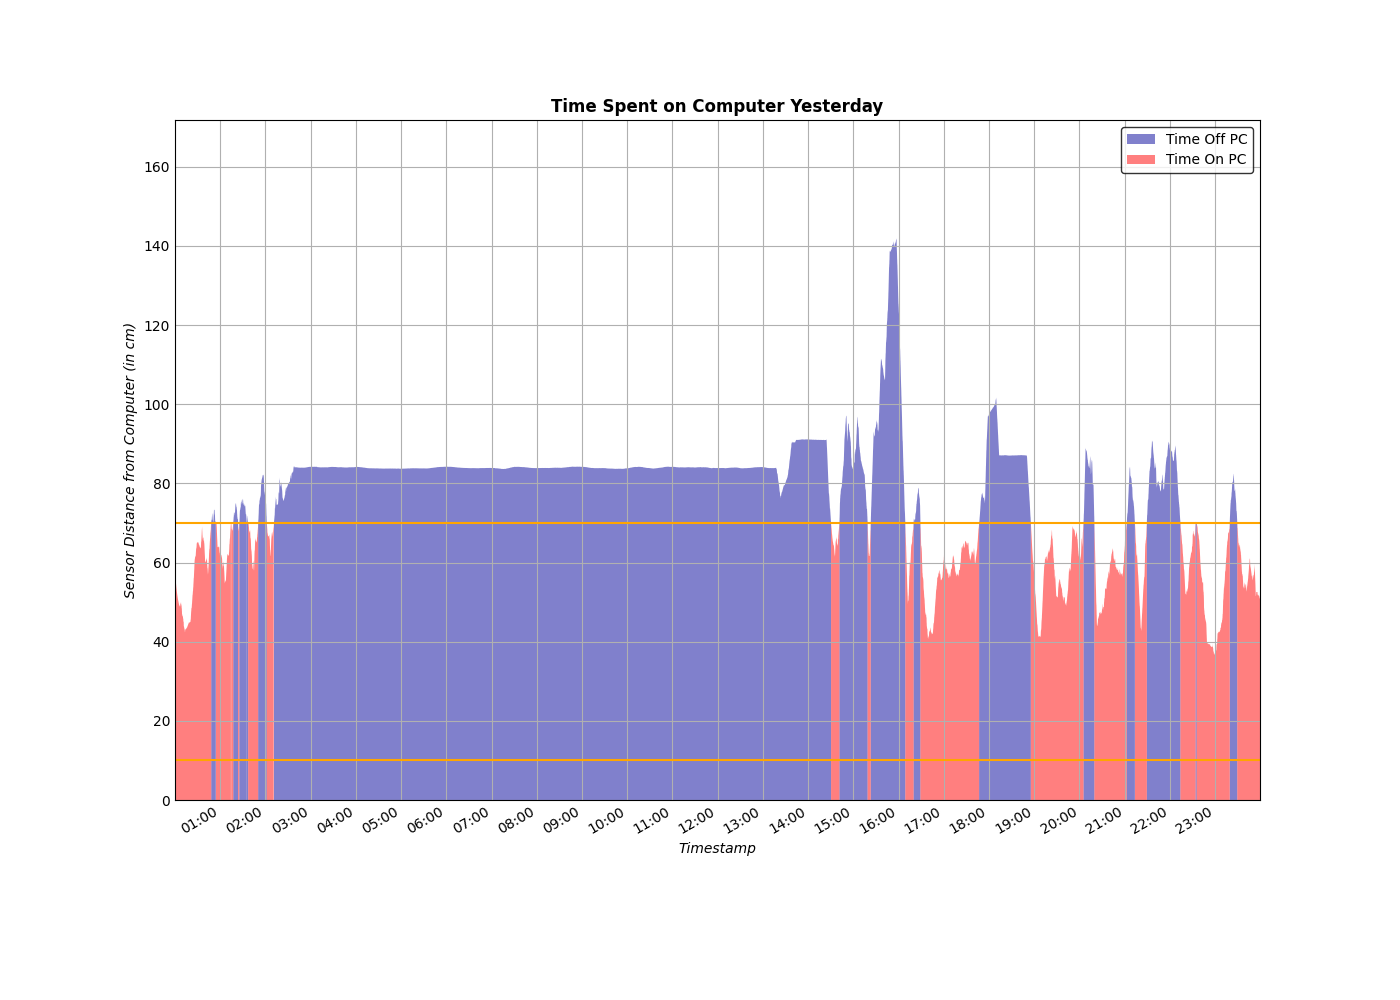 Time Spent on Computer Yesterday
Time Off PC
Time On PC
Sensor Distance from Computer (in cm)
160
140
120
100
80
60
40
20
0
01:00 02:00 03:00 04:00 05:00 06:00 07:00 08:00 09:00 10:00 11:00 12:00 13:00 14:00 15:00 16:00 17:00 18:00 19:00 20:00 21:00 22:00 23:00
Timestamp